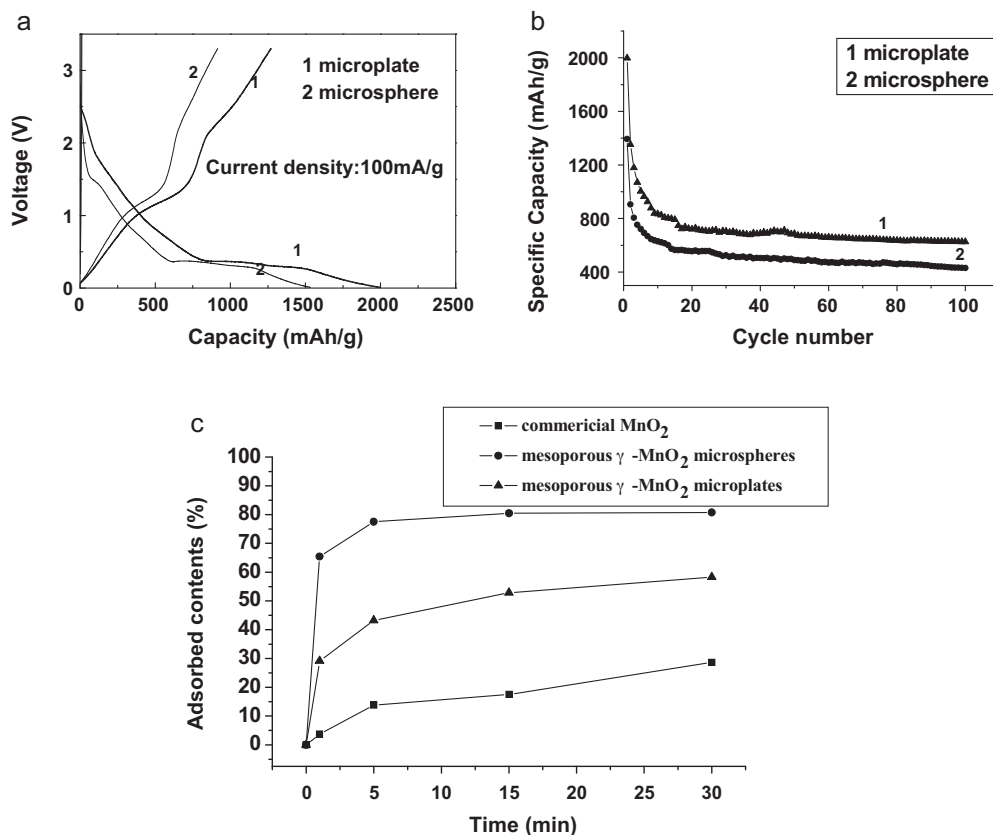 a
Voltage (V)
3
2
1
0
0 500 1000 1500 2000 2500
Capacity (mAh/g)
1 microplate
2 microsphere
Current density:100mA/g
2
1
1
2
b
Specific Capacity (mAh/g)
2000
1600
1200
800
400
0 20 40 60 80 100
Cycle number
1 microplate
2 microsphere
1
2
c
commericial MnO2
mesoporous γ -MnO2 microspheres
mesoporous γ -MnO2 microplates
Adsorbed contents (%)
100
90
80
70
60
50
40
30
20
10
0
0 5 10 15 20 25 30
Time (min)